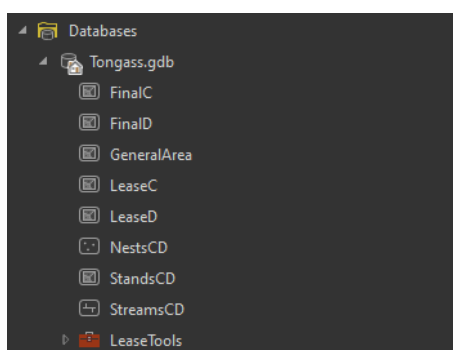 Databases
Tongass.gdb
FinalC
FinalD
GeneralArea
LeaseC
LeaseD
NestsCD
StandsCD
StreamsCD
LeaseTools